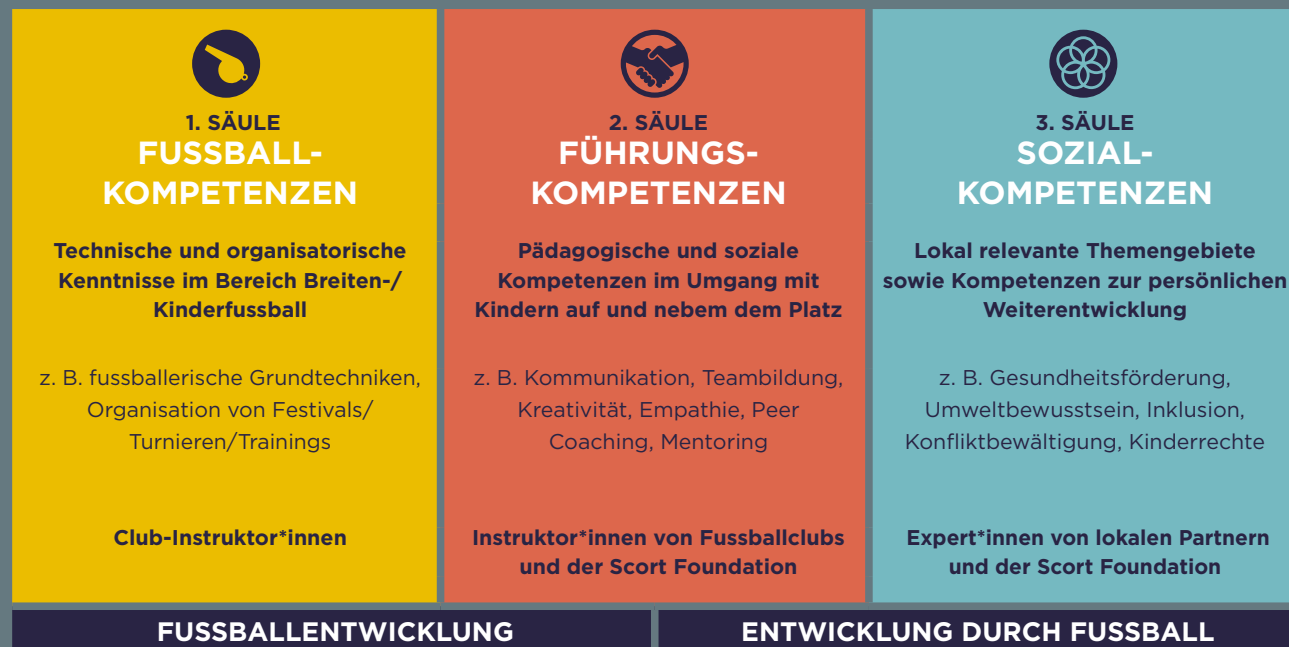 1. SÄULE
FUSSBALL-
KOMPETENZEN
Technische und organisatorische
Kenntnisse im Bereich Breiten-/
Kinderfussball
z. B. fussballerische Grundtechniken,
Organisation von Festivals/
Turnieren/Trainings
Club-Instruktor*innen
2. SÄULE
FÜHRUNGS-
KOMPETENZEN
Pädagogische und soziale
Kompetenzen im Umgang mit
Kindern auf und nebem dem Platz
z. B. Kommunikation, Teambildung,
Kreativität, Empathie, Peer
Coaching, Mentoring
Instruktor*innen von Fussballclubs
und der Scort Foundation
3. SÄULE
SOZIAL-
KOMPETENZEN
Lokal relevante Themengebiete
sowie Kompetenzen zur persönlichen
Weiterentwicklung
z. B. Gesundheitsförderung,
Umweltbewusstsein, Inklusion,
Konfliktbewältigung, Kinderrechte
Expert*innen von lokalen Partnern
und der Scort Foundation
FUSSBALLENTWICKLUNG
ENTWICKLUNG DURCH FUSSBALL